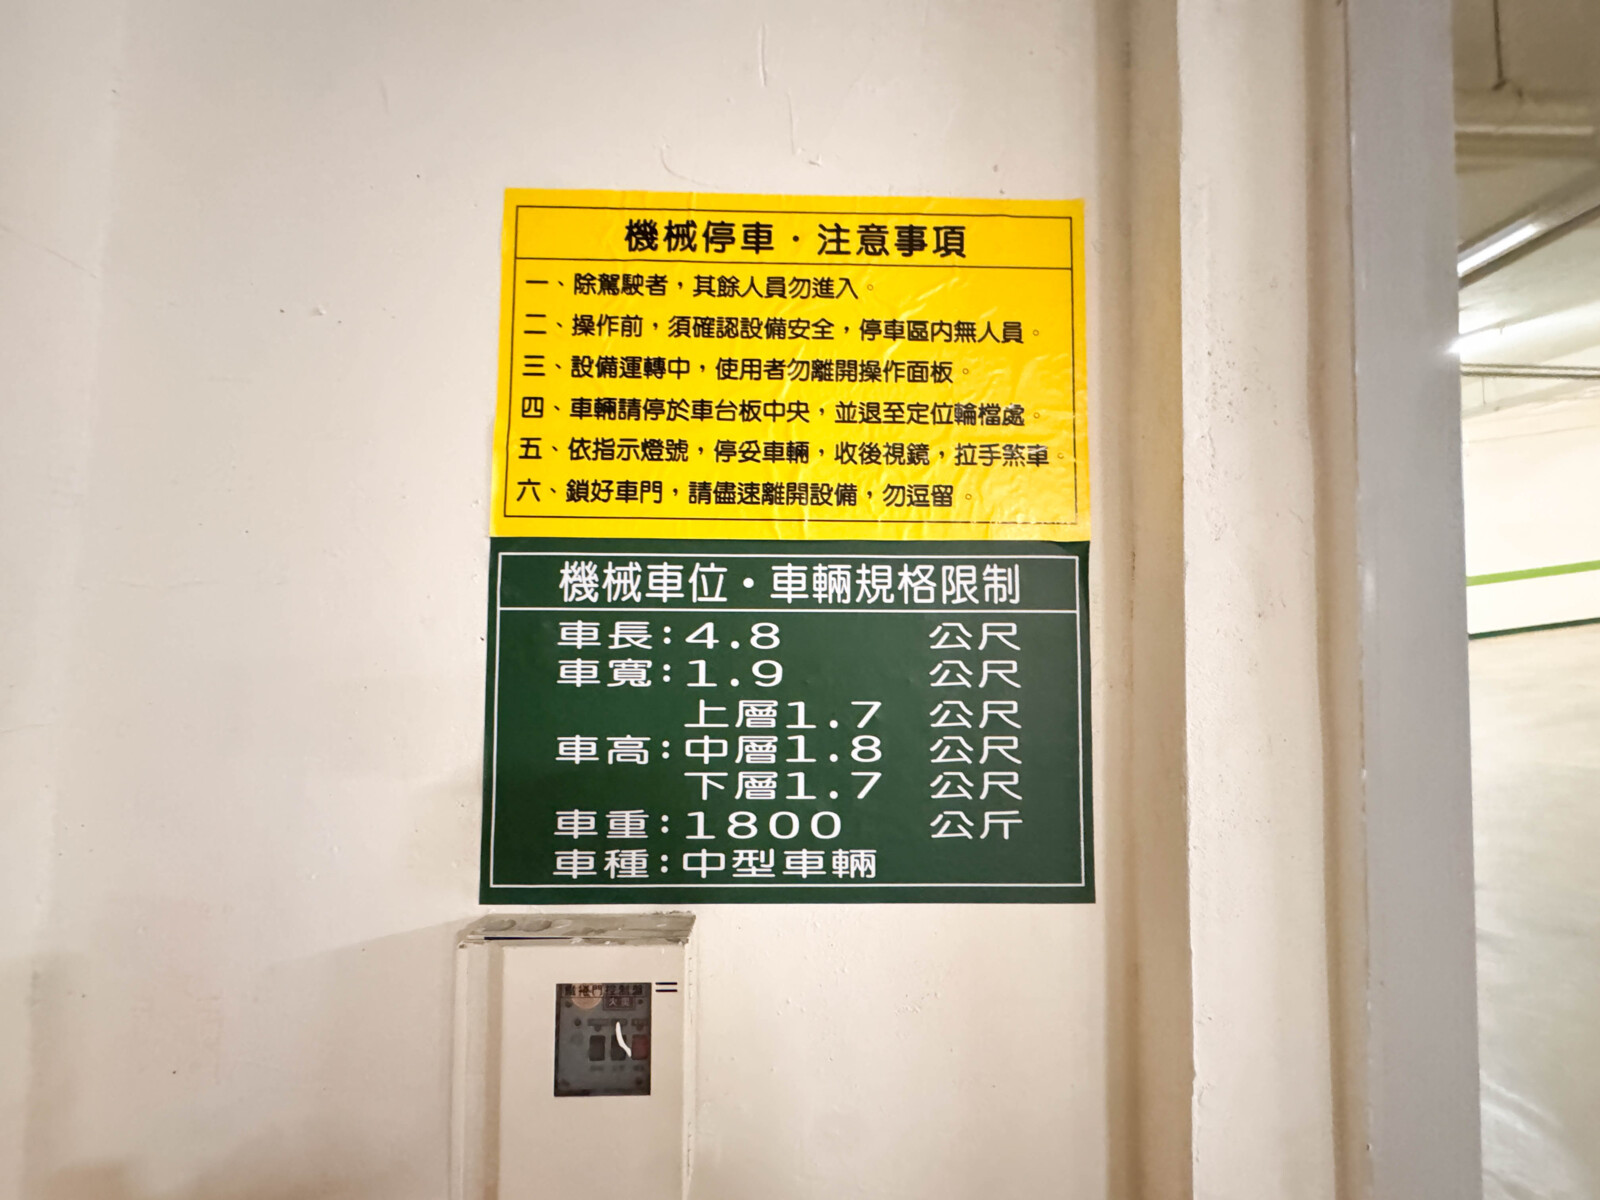 機械停車·注意事項
一、除駕駛者，其餘人員勿進入。
二、操作前，須確認設備安全，停車區內無人員。
三、設備運轉中，使用者勿離開操作面板。
四、車輛請停於車台板中央，並退至定位輪檔處。
五、依指示燈號，停妥車輛，收後視鏡，拉手煞車。
六、鎖好車門，請儘速離開設備，勿逗留。
機械車位·車輛規格限制
車長：4.8 公尺
車寬：1.9 公尺
上層1.7 公尺
車高：中層1.8 公尺
下層1.7 公尺
車重：1800 公斤
車種：中型車輛